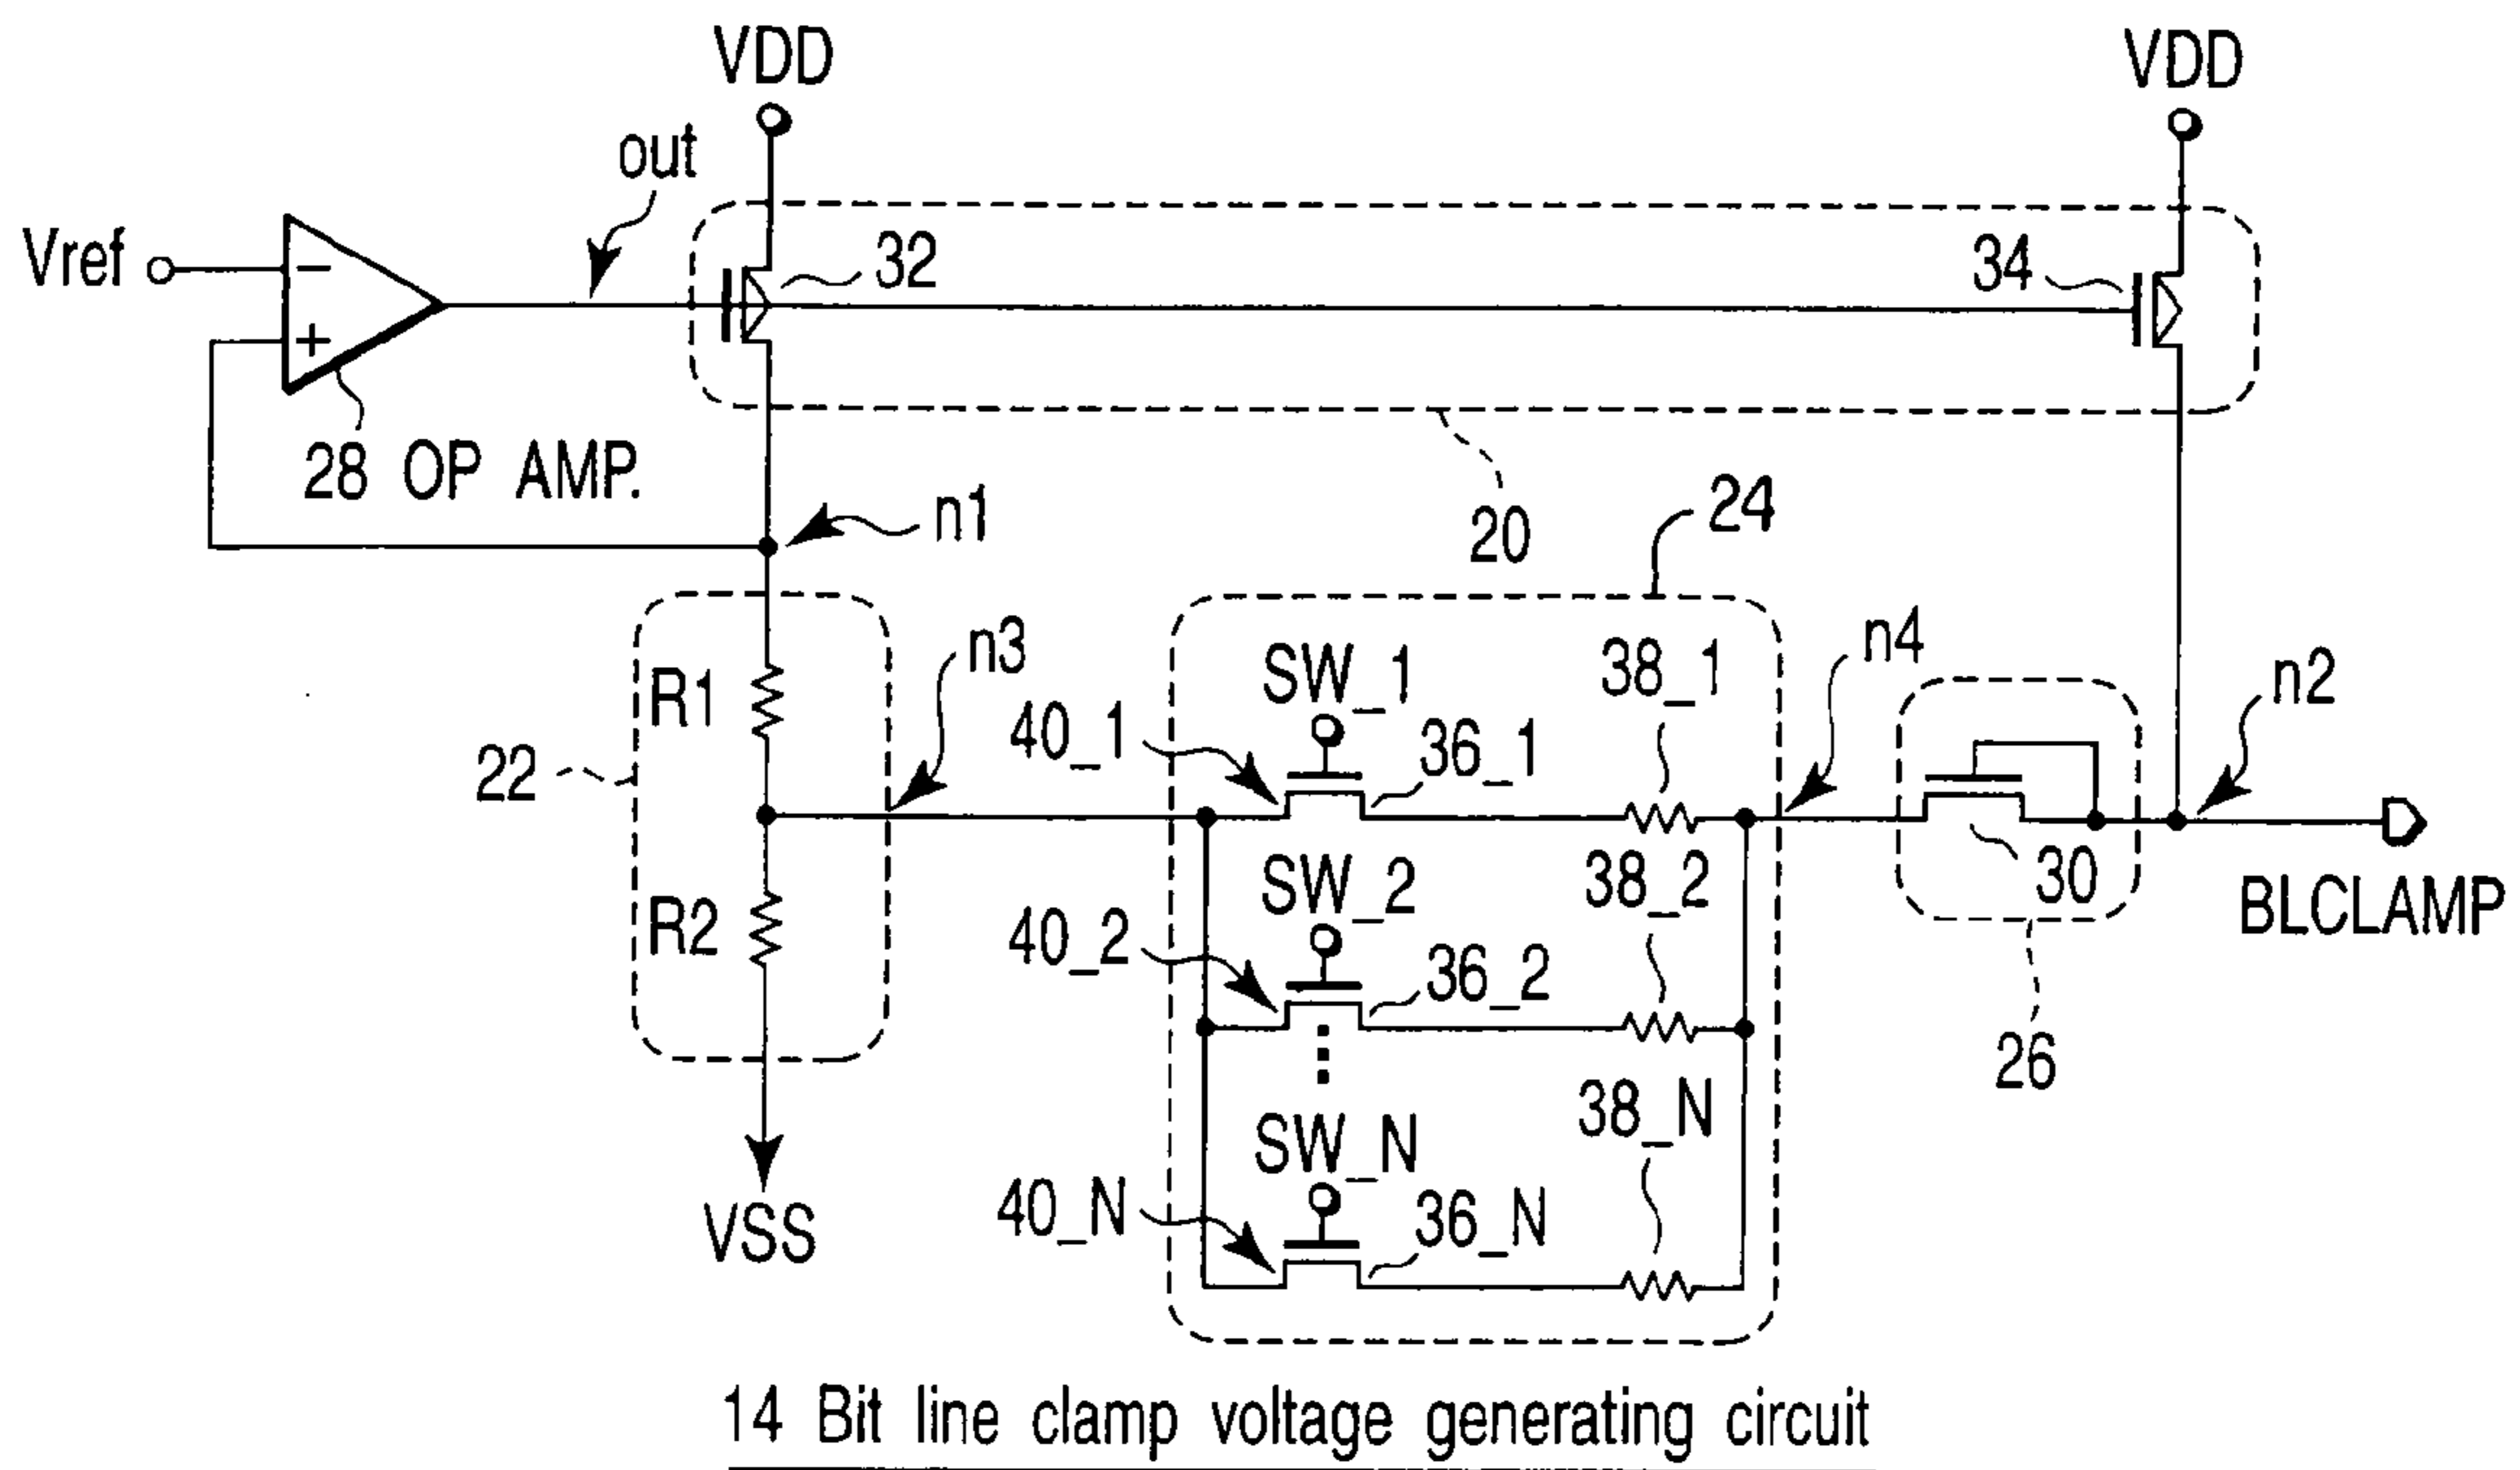 VDD
VDD
out
Vref
−
+
32
34
28 OP AMP.
n1
20
24
R1
n3
SW_1
38_1
n4
n2
40_1
36_1
22
SW_2
38_2
30
R2
40_2
36_2
BLCLAMP
26
38_N
SW_N
40_N
36_N
VSS
14 Bit line clamp voltage generating circuit